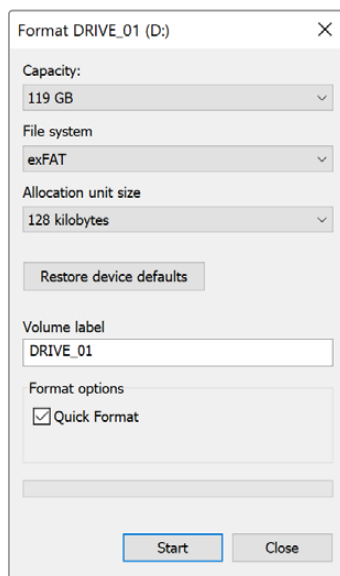 Format DRIVE_01 (D:)
Capacity:
119 GB
File system
exFAT
Allocation unit size
128 kilobytes
Restore device defaults
Volume label
DRIVE_01
Format options
Quick Format
Start
Close